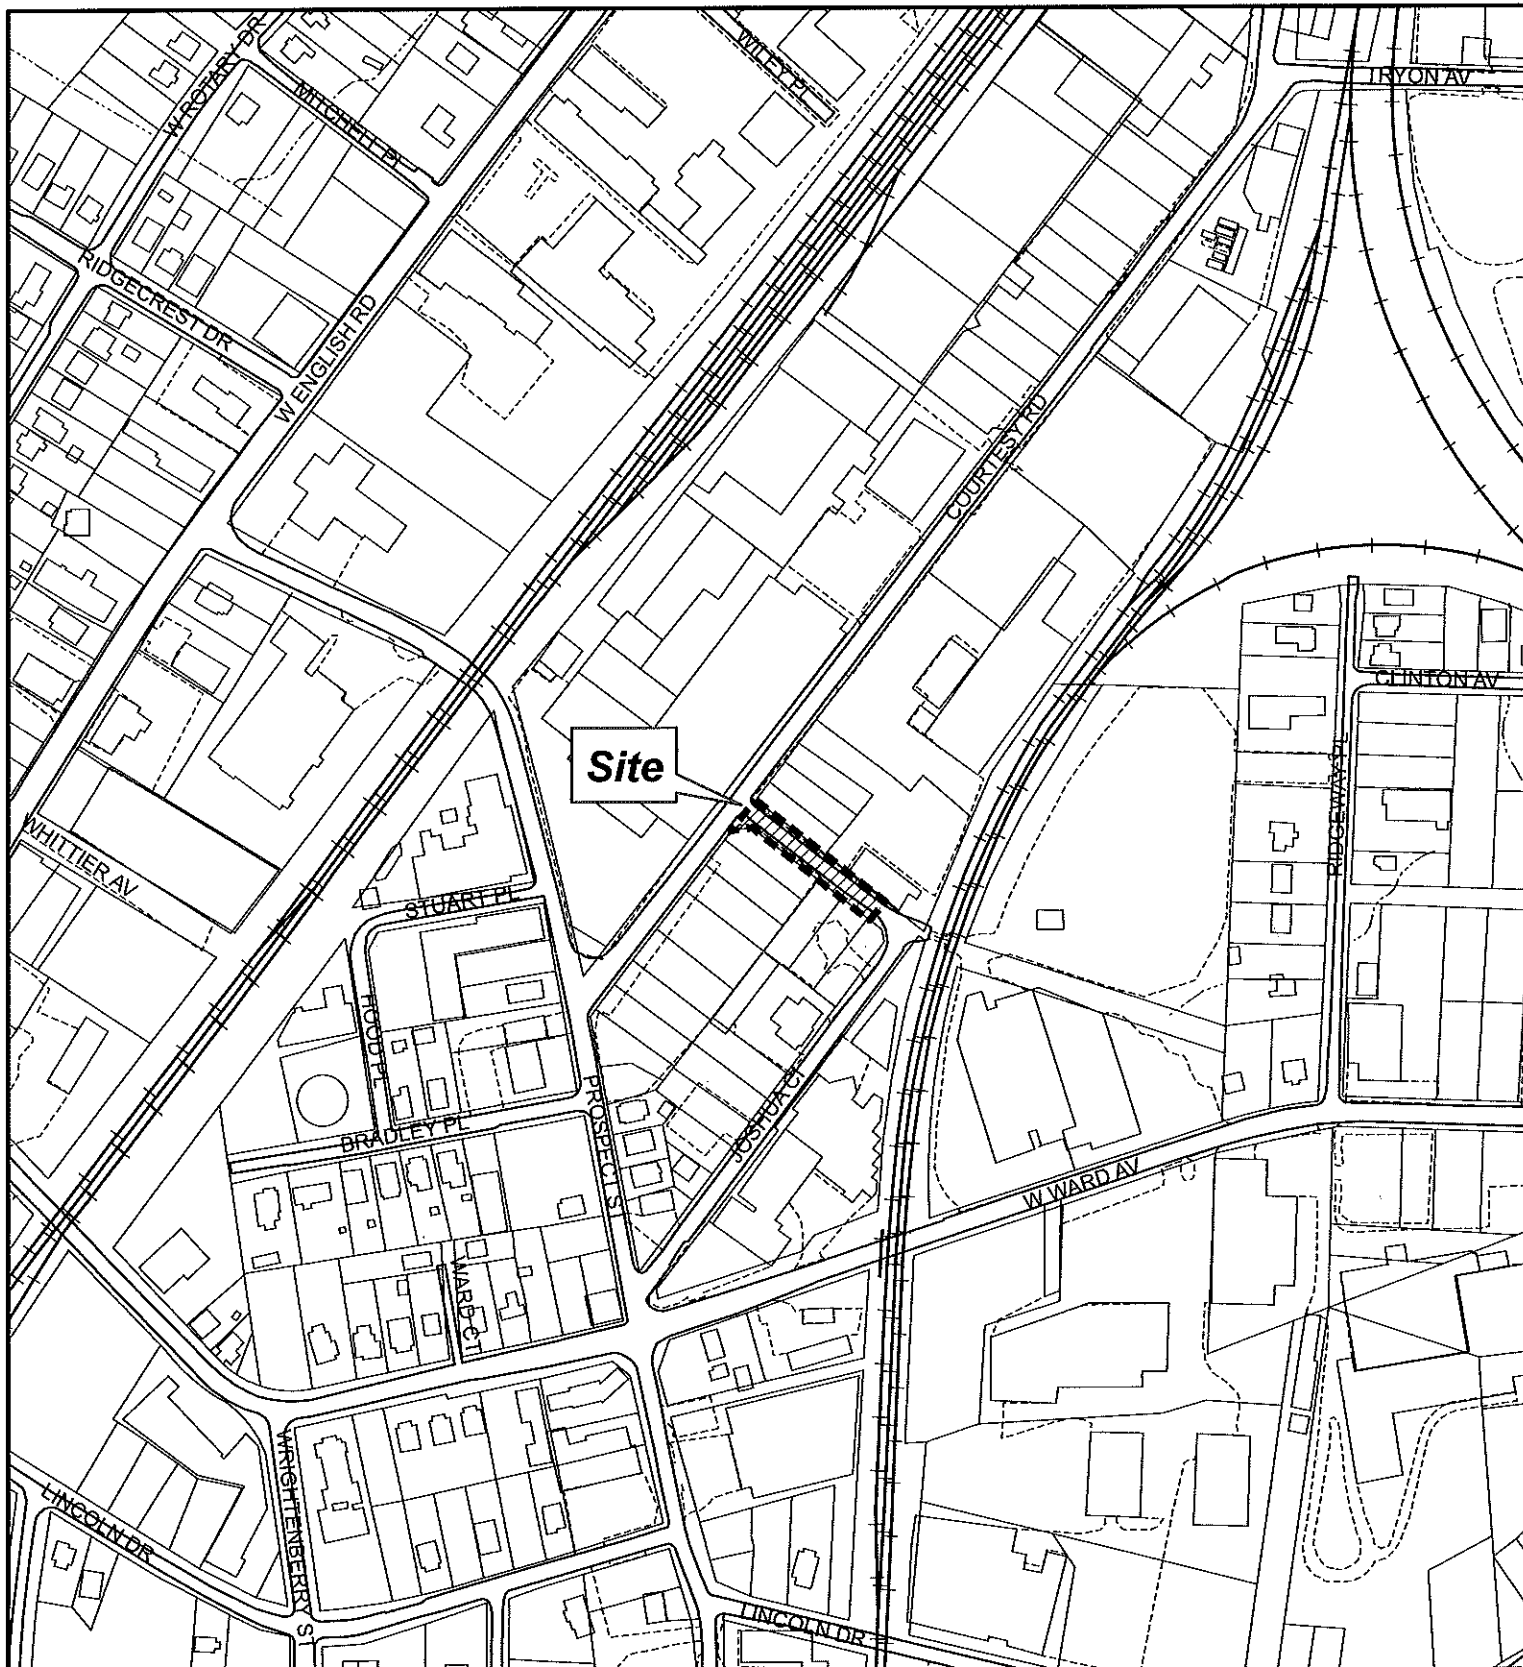 WILEY PL
W ROTARY DR
TRYON AV
MITCHELL PL
RIDGECREST DR
W ENGLISH RD
COURTESY RD
CLINTON AV
Site
RIDGEWAY PL
WHITTIER AV
STUART PL
HOOD PL
JOSHUA CI
PROSPECT S
BRADLEY PL
W WARD AV
WARD CT
WRIGHTENBERRY ST
LINCOLN DR
LINCOLN DR